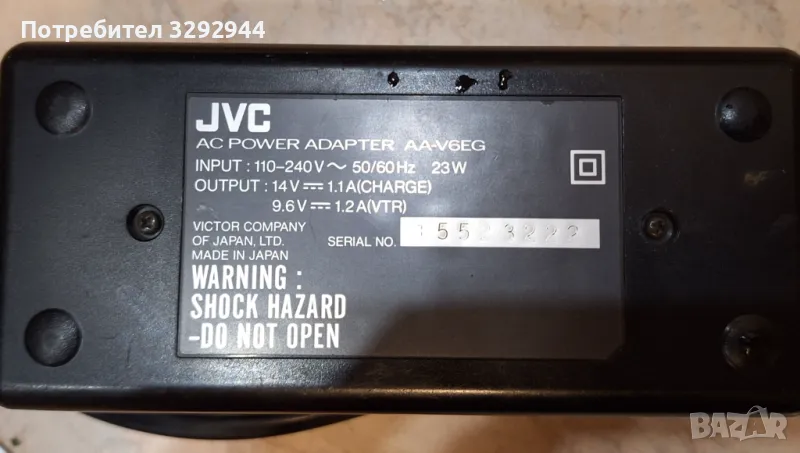 Потребител 3292944
JVC
AC POWER ADAPTER AA-V6EG
INPUT : 110-240V ~ 50/60Hz 23W
OUTPUT : 14V ⎓ 1.1A(CHARGE)
9.6V ⎓ 1.2A(VTR)
VICTOR COMPANY
OF JAPAN, LTD.
MADE IN JAPAN
SERIAL NO.
WARNING :
SHOCK HAZARD
-DO NOT OPEN
BAZAR